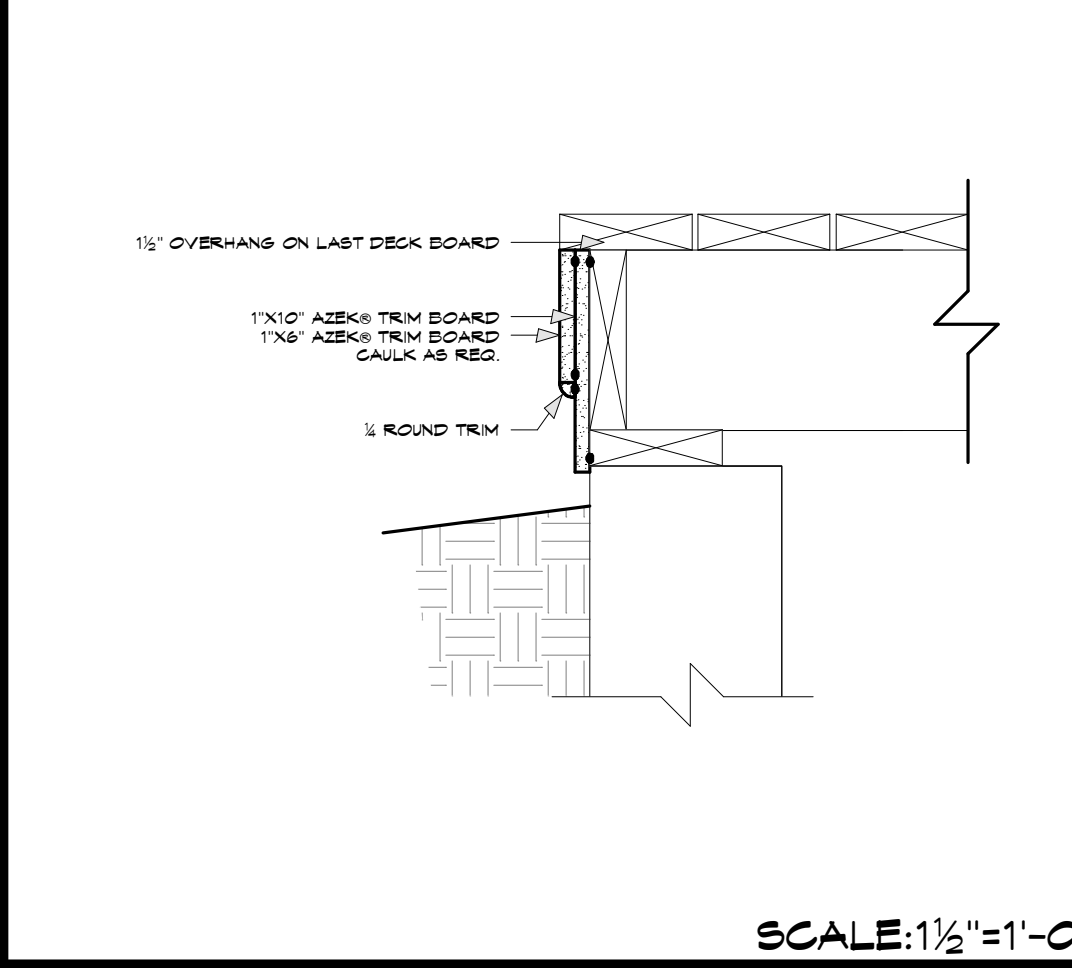 1½" OVERHANG ON LAST DECK BOARD
1"X10" AZEK® TRIM BOARD
1"X6" AZEK® TRIM BOARD
CAULK AS REQ.
¼ ROUND TRIM
SCALE:1½"=1'-0